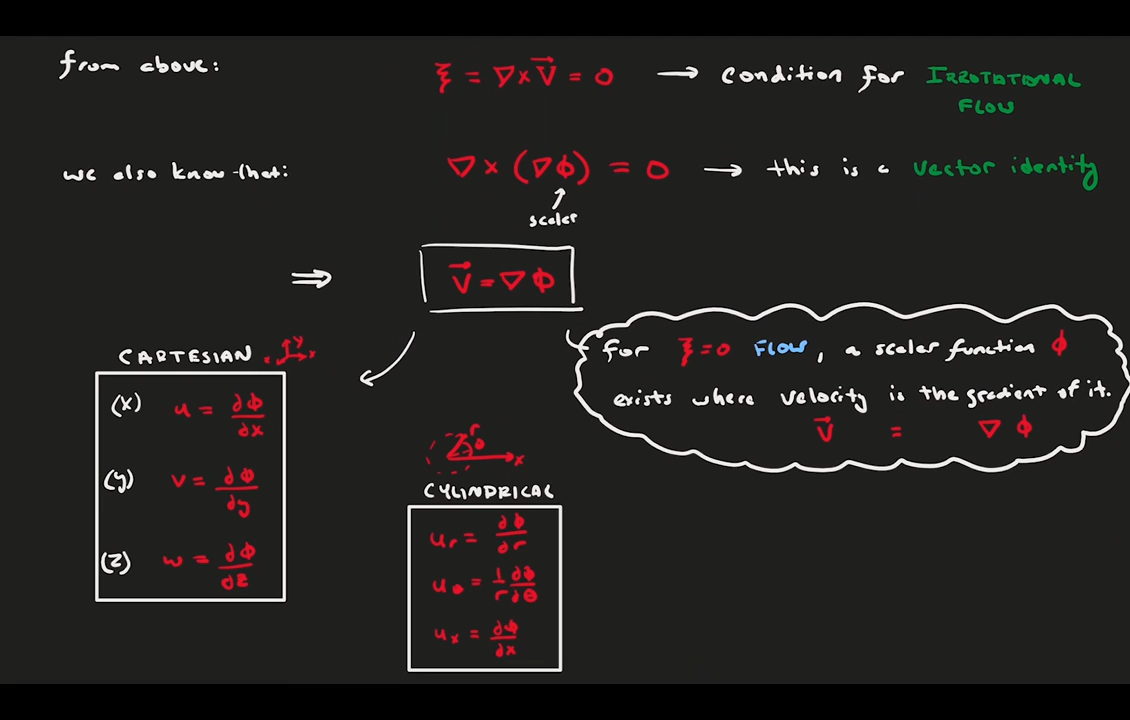 from above:
ξ = ∇×V⃗ = 0 → condition for IRROTATIONAL
FLOW
we also know that:
∇ × (∇ϕ) = 0 → this is a vector identity
scaler
⇒ V⃗ = ∇ϕ
for ξ=0 FLOW, a scaler function ϕ
exists where velocity is the gradient of it.
V⃗ = ∇ϕ
CARTESIAN
y
x
z
(x) u = ∂ϕ/∂x
(y) v = ∂ϕ/∂y
(z) w = ∂ϕ/∂z
r
θ
x
CYLINDRICAL
u_r = ∂ϕ/∂r
u_θ = 1/r ∂ϕ/∂θ
u_x = ∂ϕ/∂x